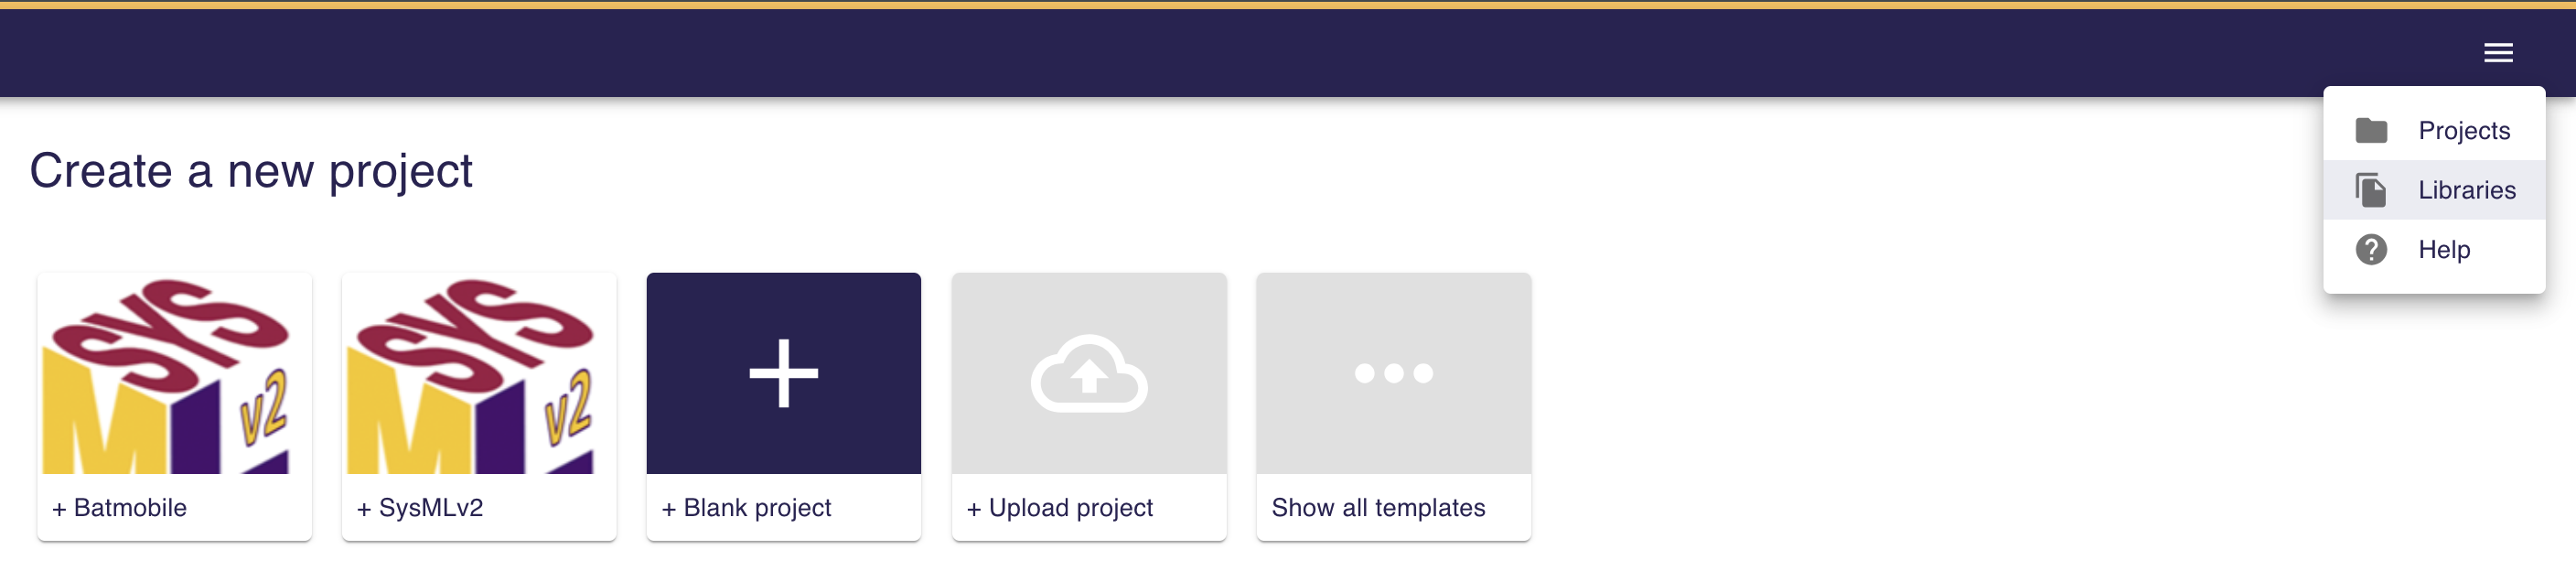 Projects
Create a new project
Libraries
Help
SYS
M
v2
SYS
M
v2
+ Batmobile
+ SysMLv2
+ Blank project
+ Upload project
Show all templates